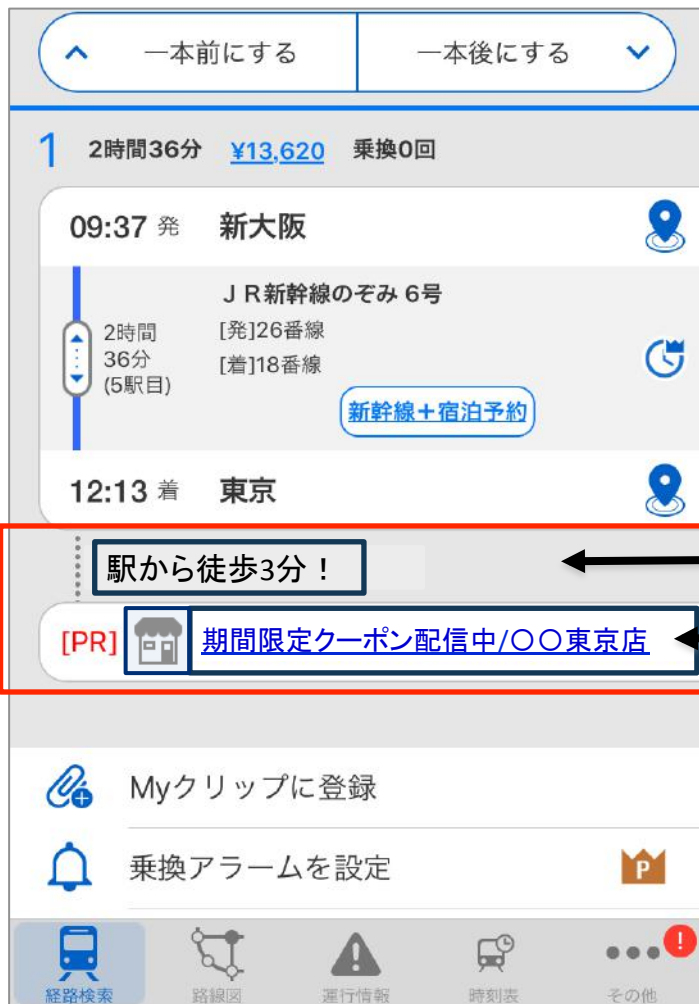 一本前にする 一本後にする
1 2時間36分 ¥13,620 乗換0回
09:37 発 新大阪
JR新幹線のぞみ 6号
2時間
36分
(5駅目)
[発]26番線
[着]18番線
新幹線+宿泊予約
12:13 着 東京
駅から徒歩3分!
[PR] 期間限定クーポン配信中/〇〇東京店
Myクリップに登録
乗換アラームを設定 P
経路検索 路線図 運行情報 時刻表 その他